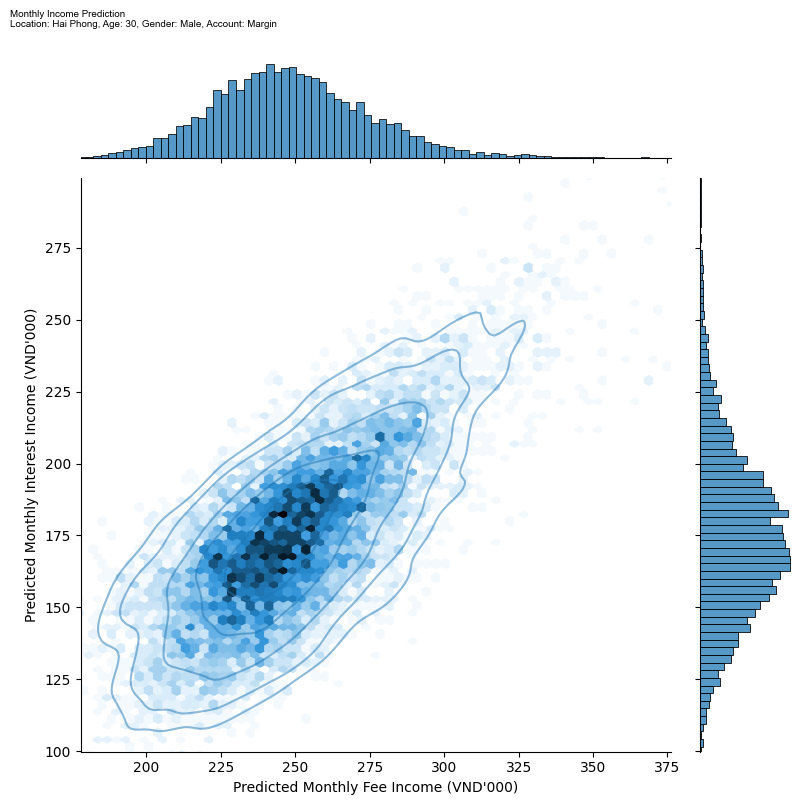 Monthly Income Prediction
Location: Hai Phong, Age: 30, Gender: Male, Account: Margin
275
250
225
200
175
150
125
100
Predicted Monthly Interest Income (VND'000)
200 225 250 275 300 325 350 375
Predicted Monthly Fee Income (VND'000)